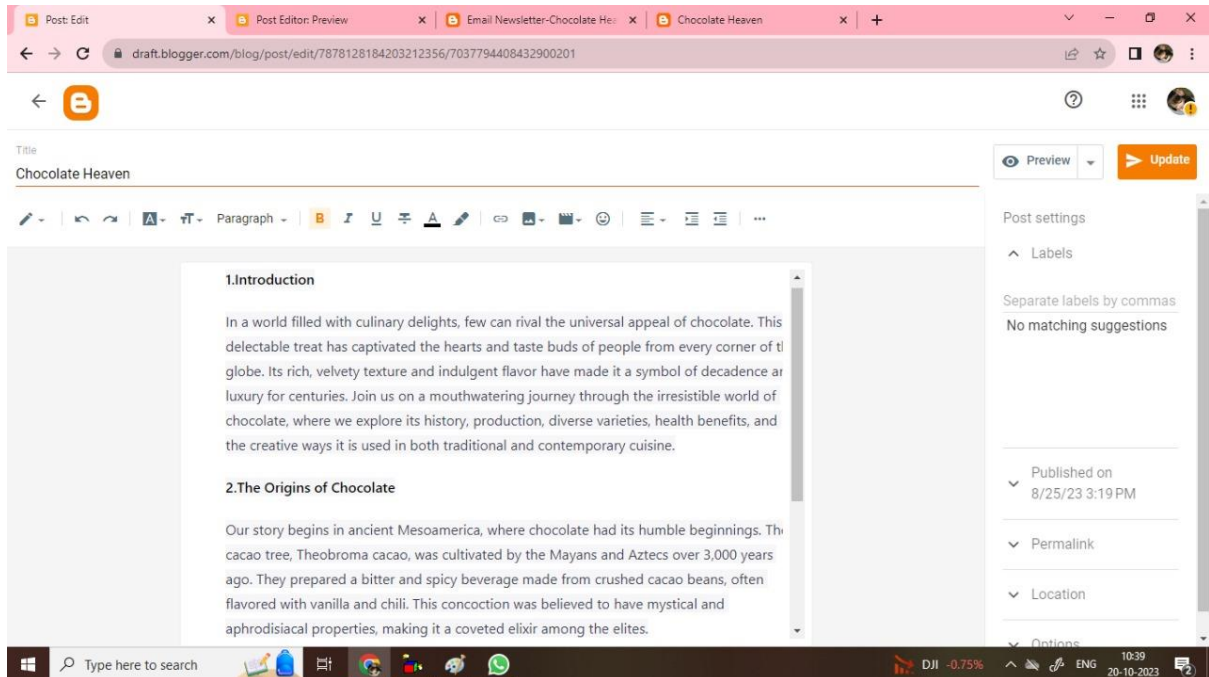 Post: Edit
Post Editor: Preview
Email Newsletter-Chocolate Hea
Chocolate Heaven
draft.blogger.com/blog/post/edit/7878128184203212356/7037794408432900201
Title
Chocolate Heaven
Preview
Update
Paragraph
B I U A
Post settings
Labels
Separate labels by commas
No matching suggestions
Published on
8/25/23 3:19 PM
Permalink
Location
Options
1.Introduction
In a world filled with culinary delights, few can rival the universal appeal of chocolate. This
delectable treat has captivated the hearts and taste buds of people from every corner of tl
globe. Its rich, velvety texture and indulgent flavor have made it a symbol of decadence ar
luxury for centuries. Join us on a mouthwatering journey through the irresistible world of
chocolate, where we explore its history, production, diverse varieties, health benefits, and
the creative ways it is used in both traditional and contemporary cuisine.
2.The Origins of Chocolate
Our story begins in ancient Mesoamerica, where chocolate had its humble beginnings. The
cacao tree, Theobroma cacao, was cultivated by the Mayans and Aztecs over 3,000 years
ago. They prepared a bitter and spicy beverage made from crushed cacao beans, often
flavored with vanilla and chili. This concoction was believed to have mystical and
aphrodisiacal properties, making it a coveted elixir among the elites.
Type here to search
DJI -0.75%
ENG
10:39
20-10-2023
2